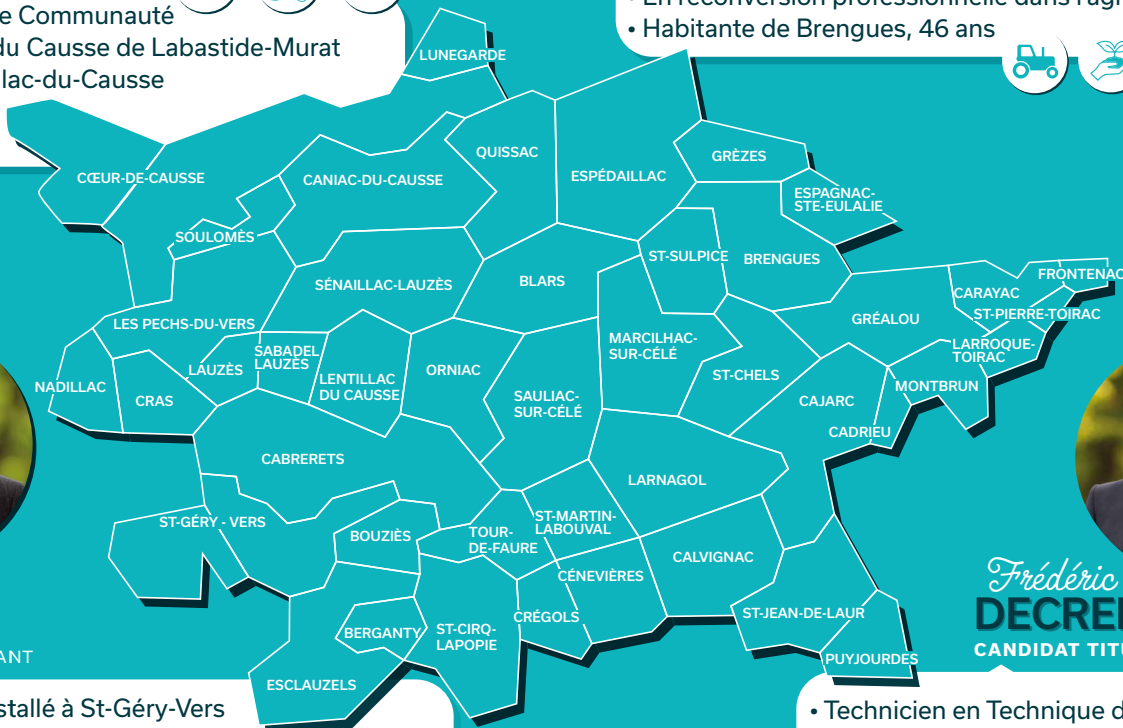 e Communauté
du Causse de Labastide-Murat
lac-du-Causse
• Habitante de Brengues, 46 ans
LUNEGARDE
QUISSAC
GRÈZES
CŒUR-DE-CAUSSE
CANIAC-DU-CAUSSE
ESPÉDAILLAC
ESPAGNAC-
STE-EULALIE
SOULOMÈS
ST-SULPICE
BRENGUES
FRONTENAC
SÉNAILLAC-LAUZÈS
BLARS
CARAYAC
ST-PIERRE-TOIRAC
LES PECHS-DU-VERS
GRÉALOU
LARROQUE-
TOIRAC
MARCILHAC-
SUR-CÉLÉ
SABADEL
LAUZÈS
LAUZÈS
ORNIAC
ST-CHELS
NADILLAC
CRAS
LENTILLAC
DU CAUSSE
MONTBRUN
SAULIAC-
SUR-CÉLÉ
CAJARC
CADRIEU
CABRERETS
LARNAGOL
ST-GÉRY - VERS
BOUZIÈS
TOUR-
DE-FAURE
ST-MARTIN-
LABOUVAL
CALVIGNAC
CÉNEVIÈRES
CRÉGOLS
ST-JEAN-DE-LAUR
BERGANTY
ST-CIRQ-
LAPOPIE
PUYJOURDES
ESCLAUZELS
Frédéric
DECRE
CANDIDAT TIT
ANT
stallé à St-Géry-Vers
• Technicien en Technique d